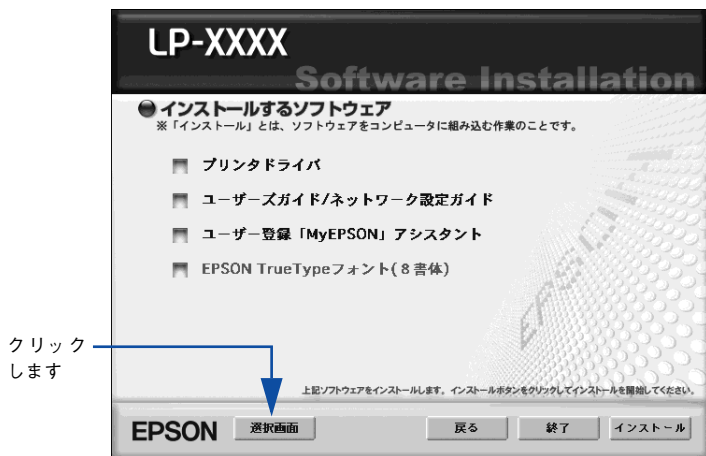 LP-XXXX
Software Installation
インストールするソフトウェア
※「インストール」とは、ソフトウェアをコンピュータに組み込む作業のことです。
プリンタドライバ
ユーザーズガイド/ネットワーク設定ガイド
ユーザー登録「MyEPSON」アシスタント
EPSON TrueTypeフォント(8書体)
EPSON
クリック
します
上記ソフトウェアをインストールします。インストールボタンをクリックしてインストールを開始してください。
EPSON
選択画面
戻る
終了
インストール